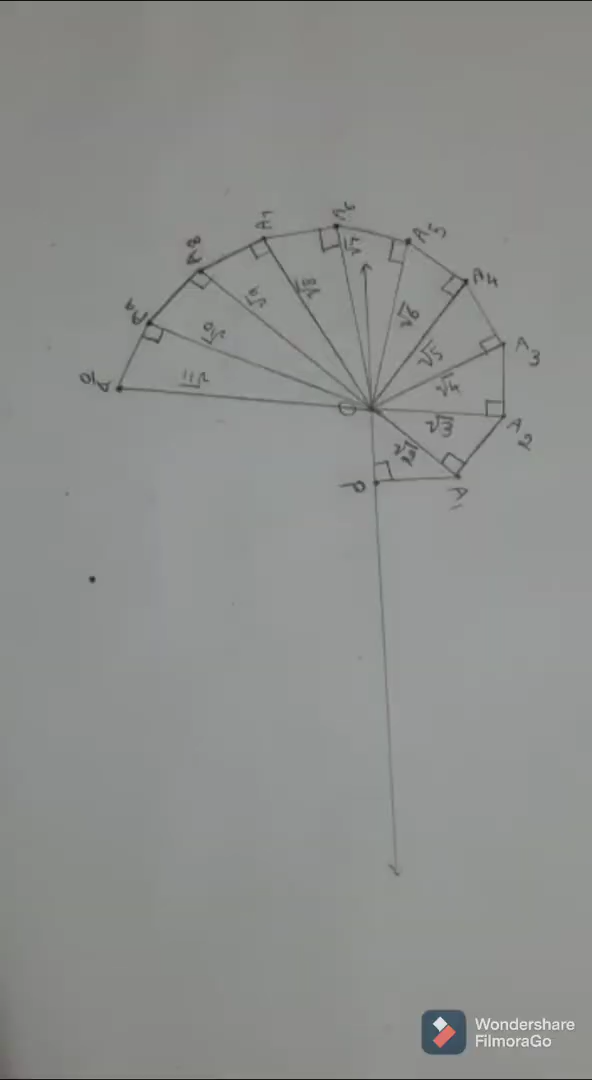 A6
A7
A5
A8
A4
A9
A3
A10
A2
A1
O
P
√2
√3
√4
√5
√6
√7
√8
√9
√10
√11
Wondershare
FilmoraGo